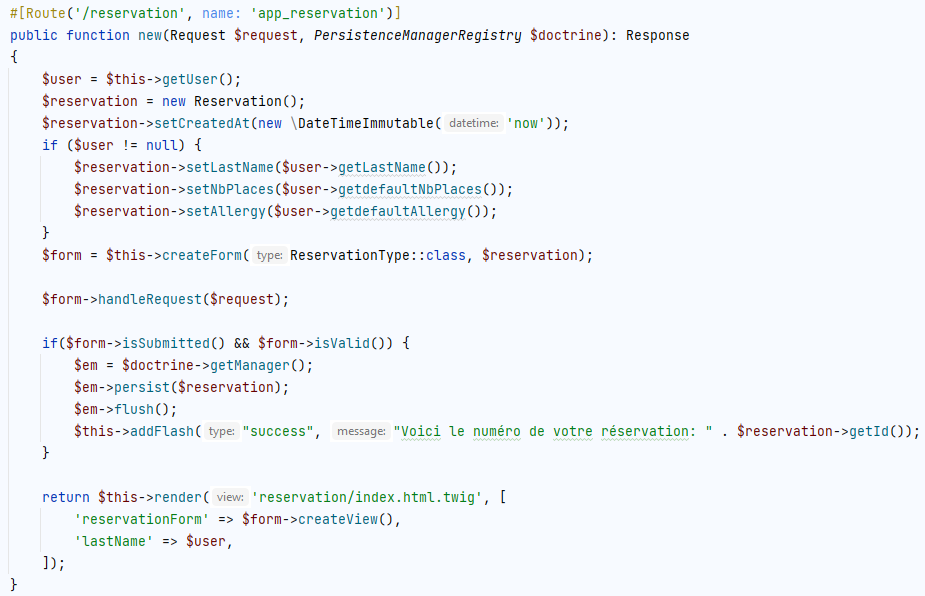 #[Route('/reservation', name: 'app_reservation')]
public function new(Request $request, PersistenceManagerRegistry $doctrine): Response
{
    $user = $this->getUser();
    $reservation = new Reservation();
    $reservation->setCreatedAt(new \DateTimeImmutable( datetime: 'now'));
    if ($user != null) {
        $reservation->setLastName($user->getLastName());
        $reservation->setNbPlaces($user->getdefaultNbPlaces());
        $reservation->setAllergy($user->getdefaultAllergy());
    }
    $form = $this->createForm( type: ReservationType::class, $reservation);

    $form->handleRequest($request);

    if($form->isSubmitted() && $form->isValid()) {
        $em = $doctrine->getManager();
        $em->persist($reservation);
        $em->flush();
        $this->addFlash( type: "success", message: "Voici le numéro de votre réservation: " . $reservation->getId());
    }

    return $this->render( view: 'reservation/index.html.twig', [
        'reservationForm' => $form->createView(),
        'lastName' => $user,
    ]);
}